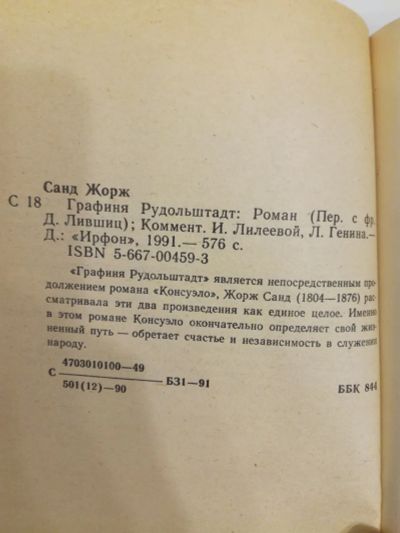 Санд Жорж
С 18 Графиня Рудольштадт: Роман (Пер. с фр.
Д. Лившиц); Коммент. И. Лилеевой, Л. Генина.—
Д.: «Ирфон», 1991.— 576 с.
ISBN 5-667-00459-3
«Графиня Рудольштадт» является непосредственным про-
должением романа «Консуэло», Жорж Санд (1804—1876) рас-
сматривала эти два произведения как единое целое. Именно
в этом романе Консуэло окончательно определяет свой жиз-
ненный путь — обретает счастье и независимость в служении
народу.
4703010100—49
С БЗ1—91
501(12)—90
ББК 844